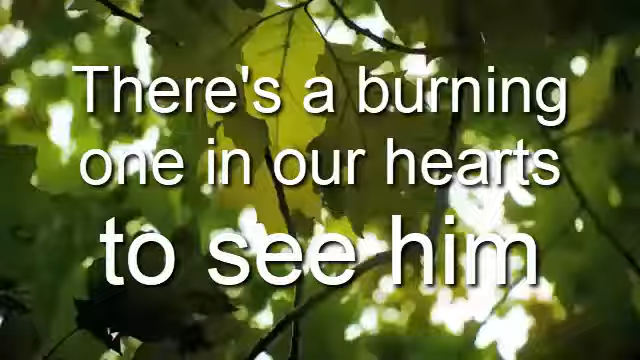 There's a burning
one in our hearts
to see him